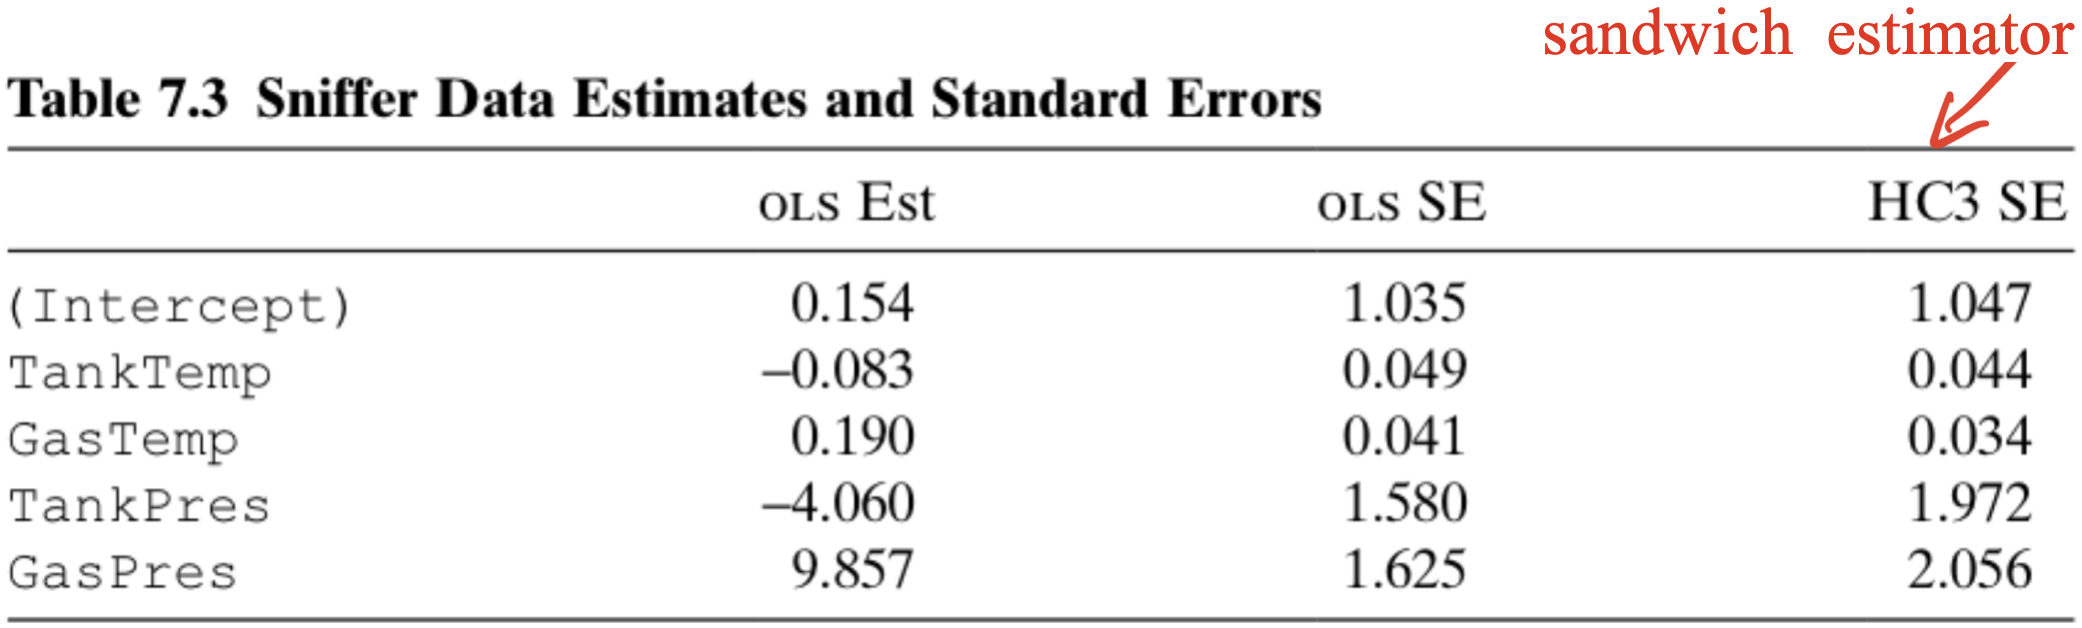 sandwich estimator
Table 7.3 Sniffer Data Estimates and Standard Errors
OLS Est OLS SE HC3 SE
(Intercept) 0.154 1.035 1.047
TankTemp –0.083 0.049 0.044
GasTemp 0.190 0.041 0.034
TankPres –4.060 1.580 1.972
GasPres 9.857 1.625 2.056